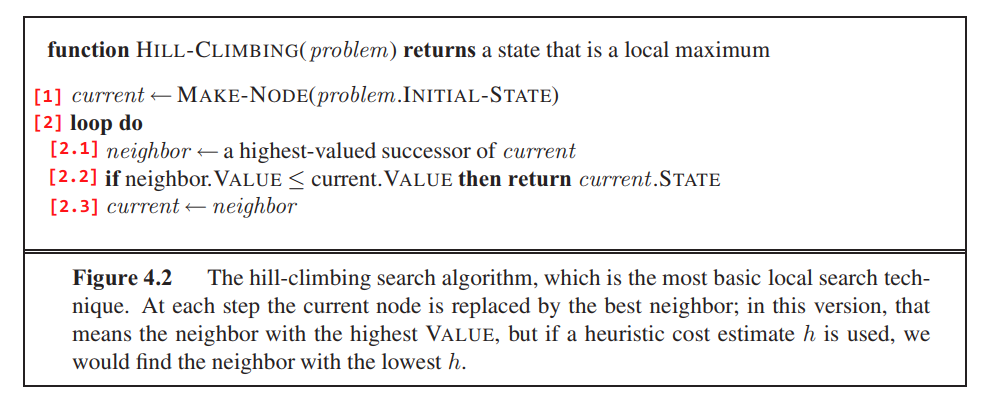 function HILL-CLIMBING(problem) returns a state that is a local maximum
[1] current ← MAKE-NODE(problem.INITIAL-STATE)
[2] loop do
[2.1] neighbor ← a highest-valued successor of current
[2.2] if neighbor.VALUE ≤ current.VALUE then return current.STATE
[2.3] current ← neighbor
Figure 4.2 The hill-climbing search algorithm, which is the most basic local search tech-
nique. At each step the current node is replaced by the best neighbor; in this version, that
means the neighbor with the highest VALUE, but if a heuristic cost estimate h is used, we
would find the neighbor with the lowest h.